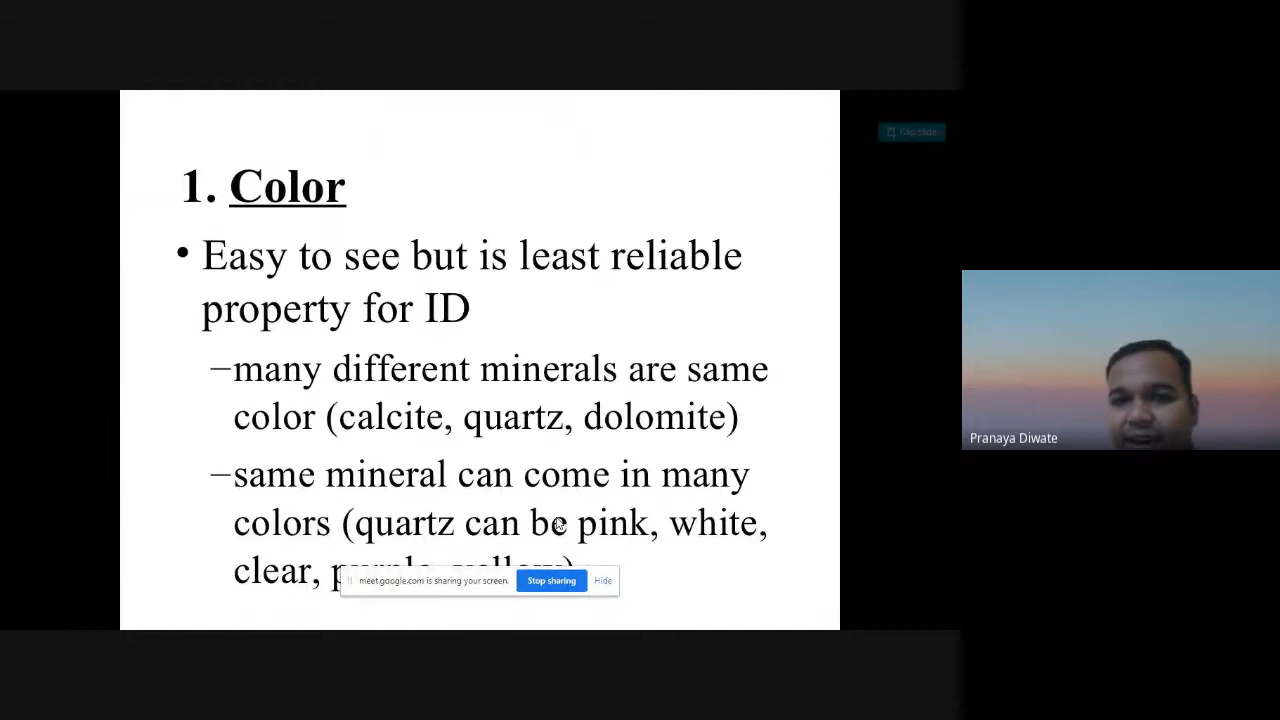 Clip slide
1. Color
• Easy to see but is least reliable
property for ID
–many different minerals are same
color (calcite, quartz, dolomite)
–same mineral can come in many
colors (quartz can be pink, white,
clear, purple, yellow)
meet.google.com is sharing your screen.
Stop sharing
Hide
Pranaya Diwate